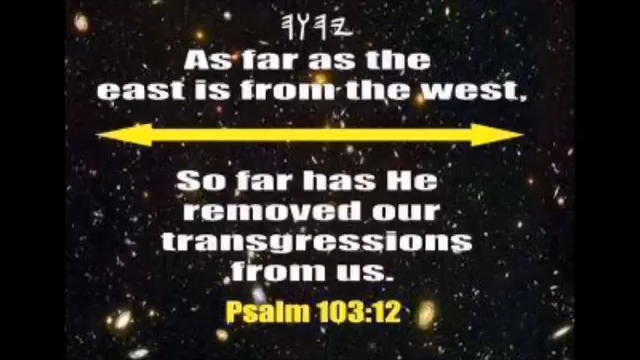 𐤉𐤄𐤅𐤄
As far as the
east is from the west,
So far has He
removed our
transgressions
from us.
Psalm 103:12